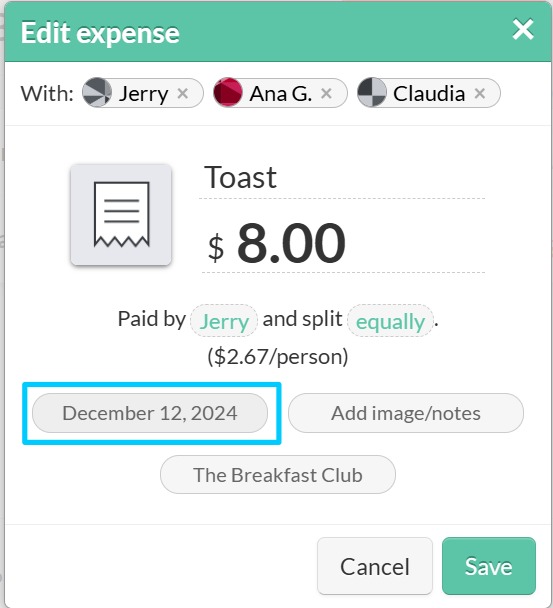 Edit expense ×
With: Jerry × Ana G. × Claudia ×
Toast
$ 8.00
Paid by Jerry and split equally.
($2.67/person)
December 12, 2024 Add image/notes
The Breakfast Club
Cancel Save